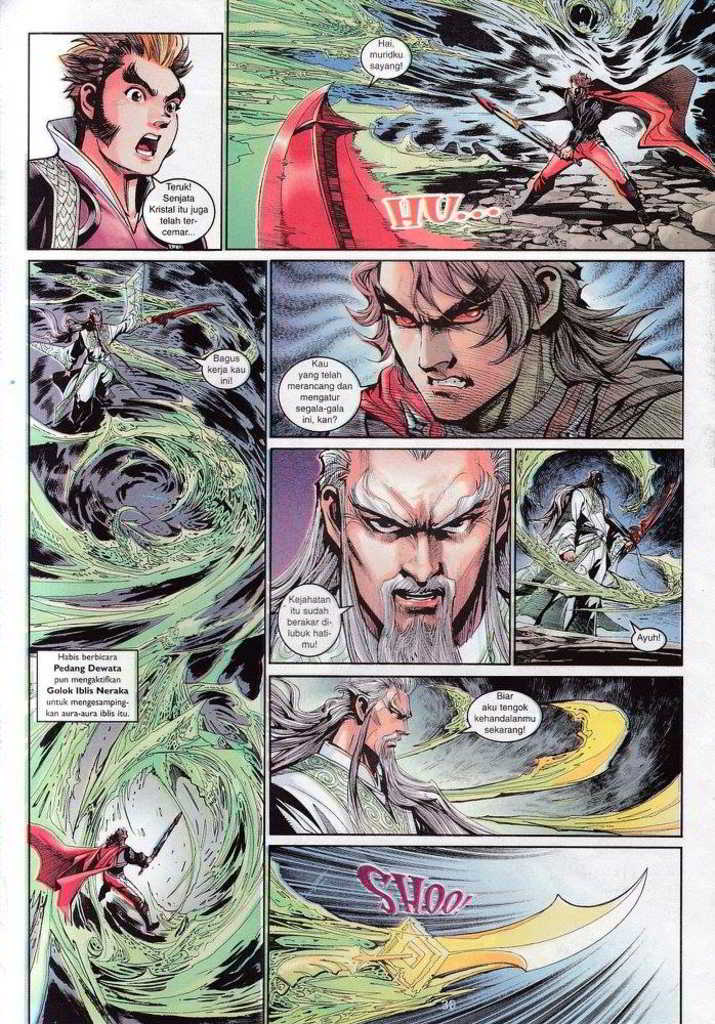 Teruk!
Senjata
Kristal itu juga
telah ter-
cemar...
Hai,
muridku
sayang!
HU...
Bagus
kerja kau
ini!
Kau
yang telah
merancang dan
mengatur
segala-gala
ini, kan?
Kejahatan
itu sudah
berakar di-
lubuk hati-
mu!
Ayuh!
Habis berbicara
Pedang Dewata
pun mengaktifkan
Golok Iblis Neraka
untuk mengesamping-
kan aura-aura iblis itu.
Biar
aku tengok
kehandalanmu
sekarang!
SHOO!
38